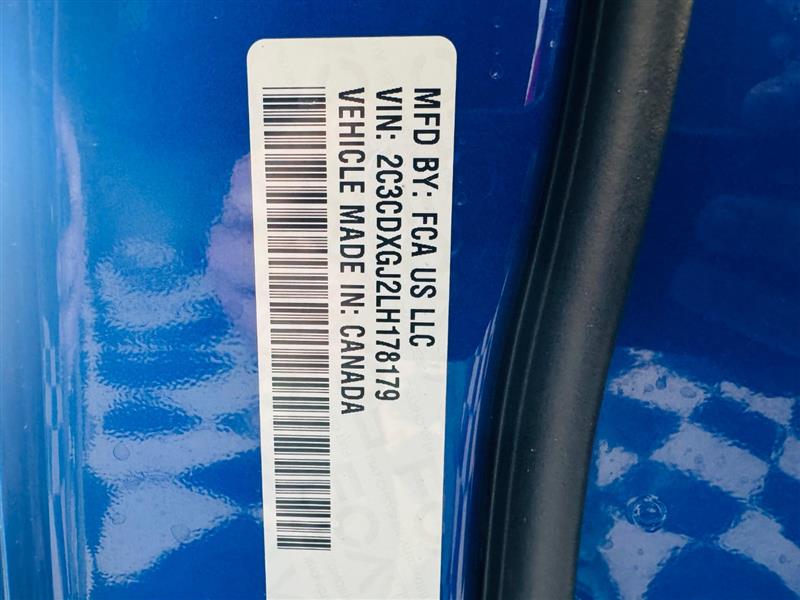 MFD BY: FCA US LLC
VIN: 2C3CDXGJ2LH178179
VEHICLE MADE IN: CANADA